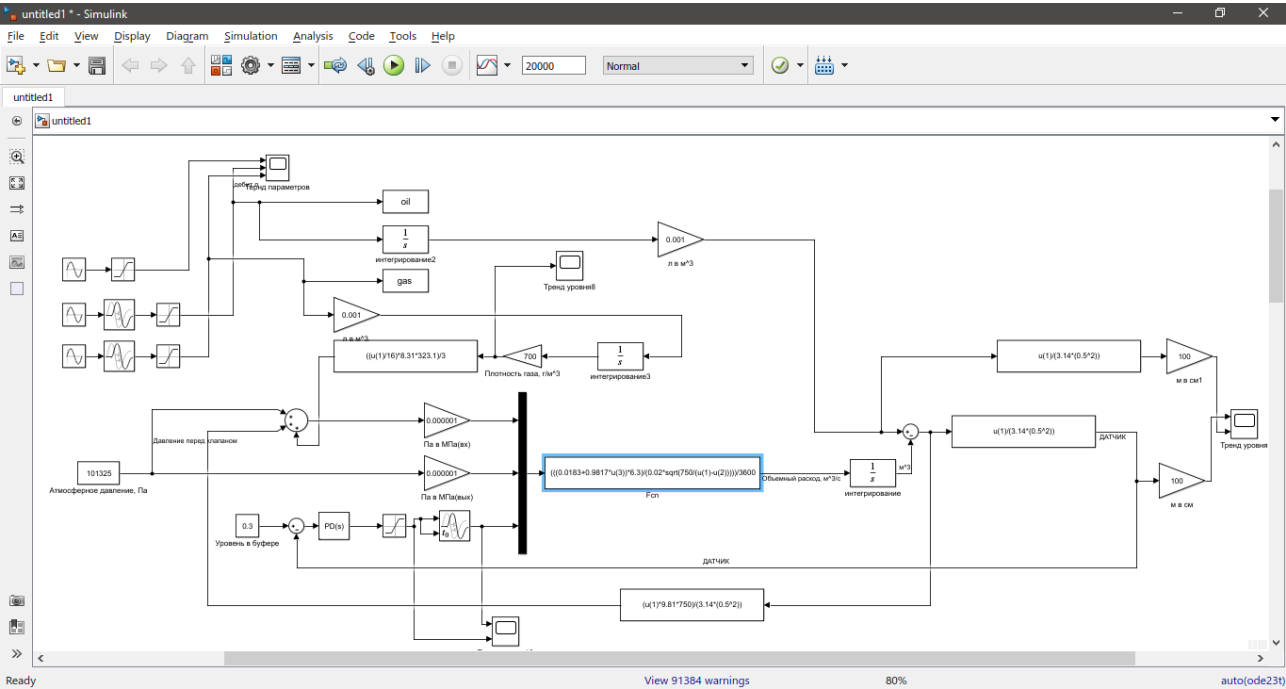 untitled1 * - Simulink
File Edit View Display Diagram Simulation Analysis Code Tools Help
20000 Normal
untitled1
untitled1
Тернд параметров
oil
1
s
интегрирование2
0.001
л в м^3
gas
Тренд уровня8
0.001
л в м^3
((u(1)/16)*8.31*323.1)/3
700
Плотность газа, г/м^3
1
s
интегрирование3
u(1)/(3.14*(0.5^2))
100
м в см1
Давление перед клапаном
0.000001
Па в МПа(вх)
u(1)/(3.14*(0.5^2))
ДАТЧИК
Тренд уровня
101325
Атмосферное давление, Па
0.000001
Па в МПа(вых)
(((0.0183+0.9817*u(3))*6.3)/(0.02*sqrt(750/(u(1)-u(2)))))/3600
Fcn
Объемный расход, м^3/с
1
s
м^3
интегрирование
100
м в см
0.3
Уровень в буфере
PD(s)
ДАТЧИК
(u(1)*9.81*750)/(3.14*(0.5^2))
Ready View 91384 warnings 80% auto(ode23t)